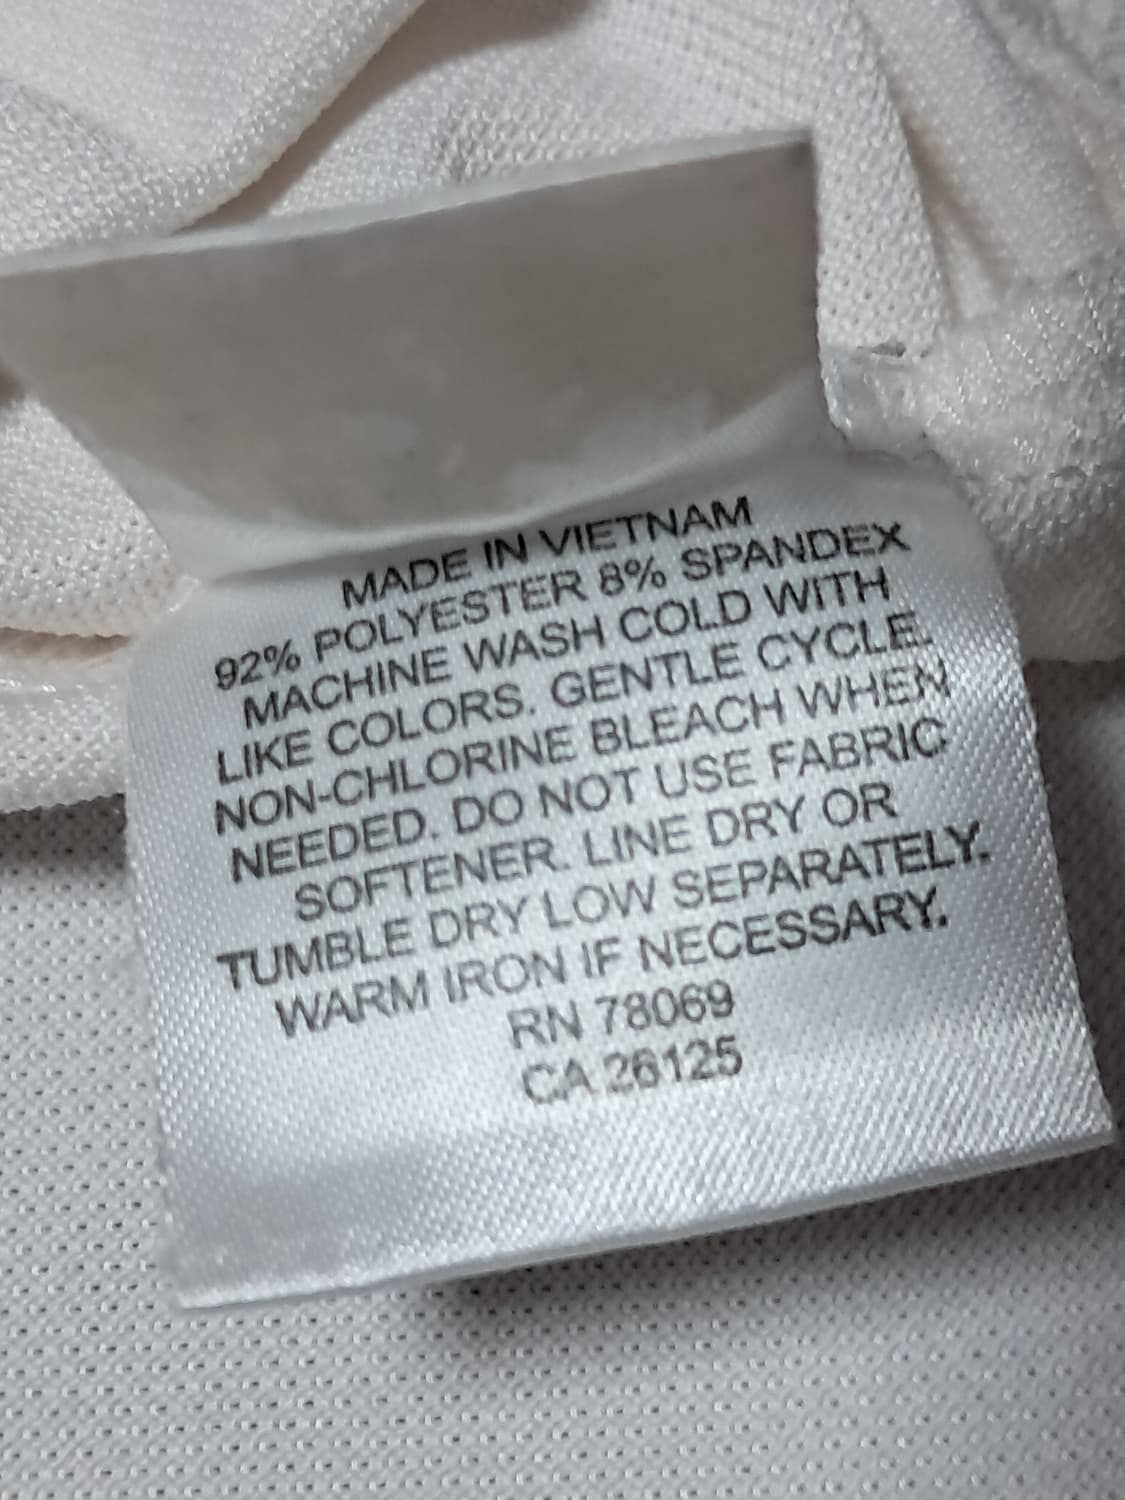 MADE IN VIETNAM
92% POLYESTER 8% SPANDEX
MACHINE WASH COLD WITH
LIKE COLORS. GENTLE CYCLE.
NON-CHLORINE BLEACH WHEN
NEEDED. DO NOT USE FABRIC
SOFTENER. LINE DRY OR
TUMBLE DRY LOW SEPARATELY.
WARM IRON IF NECESSARY.
RN 78069
CA 26125